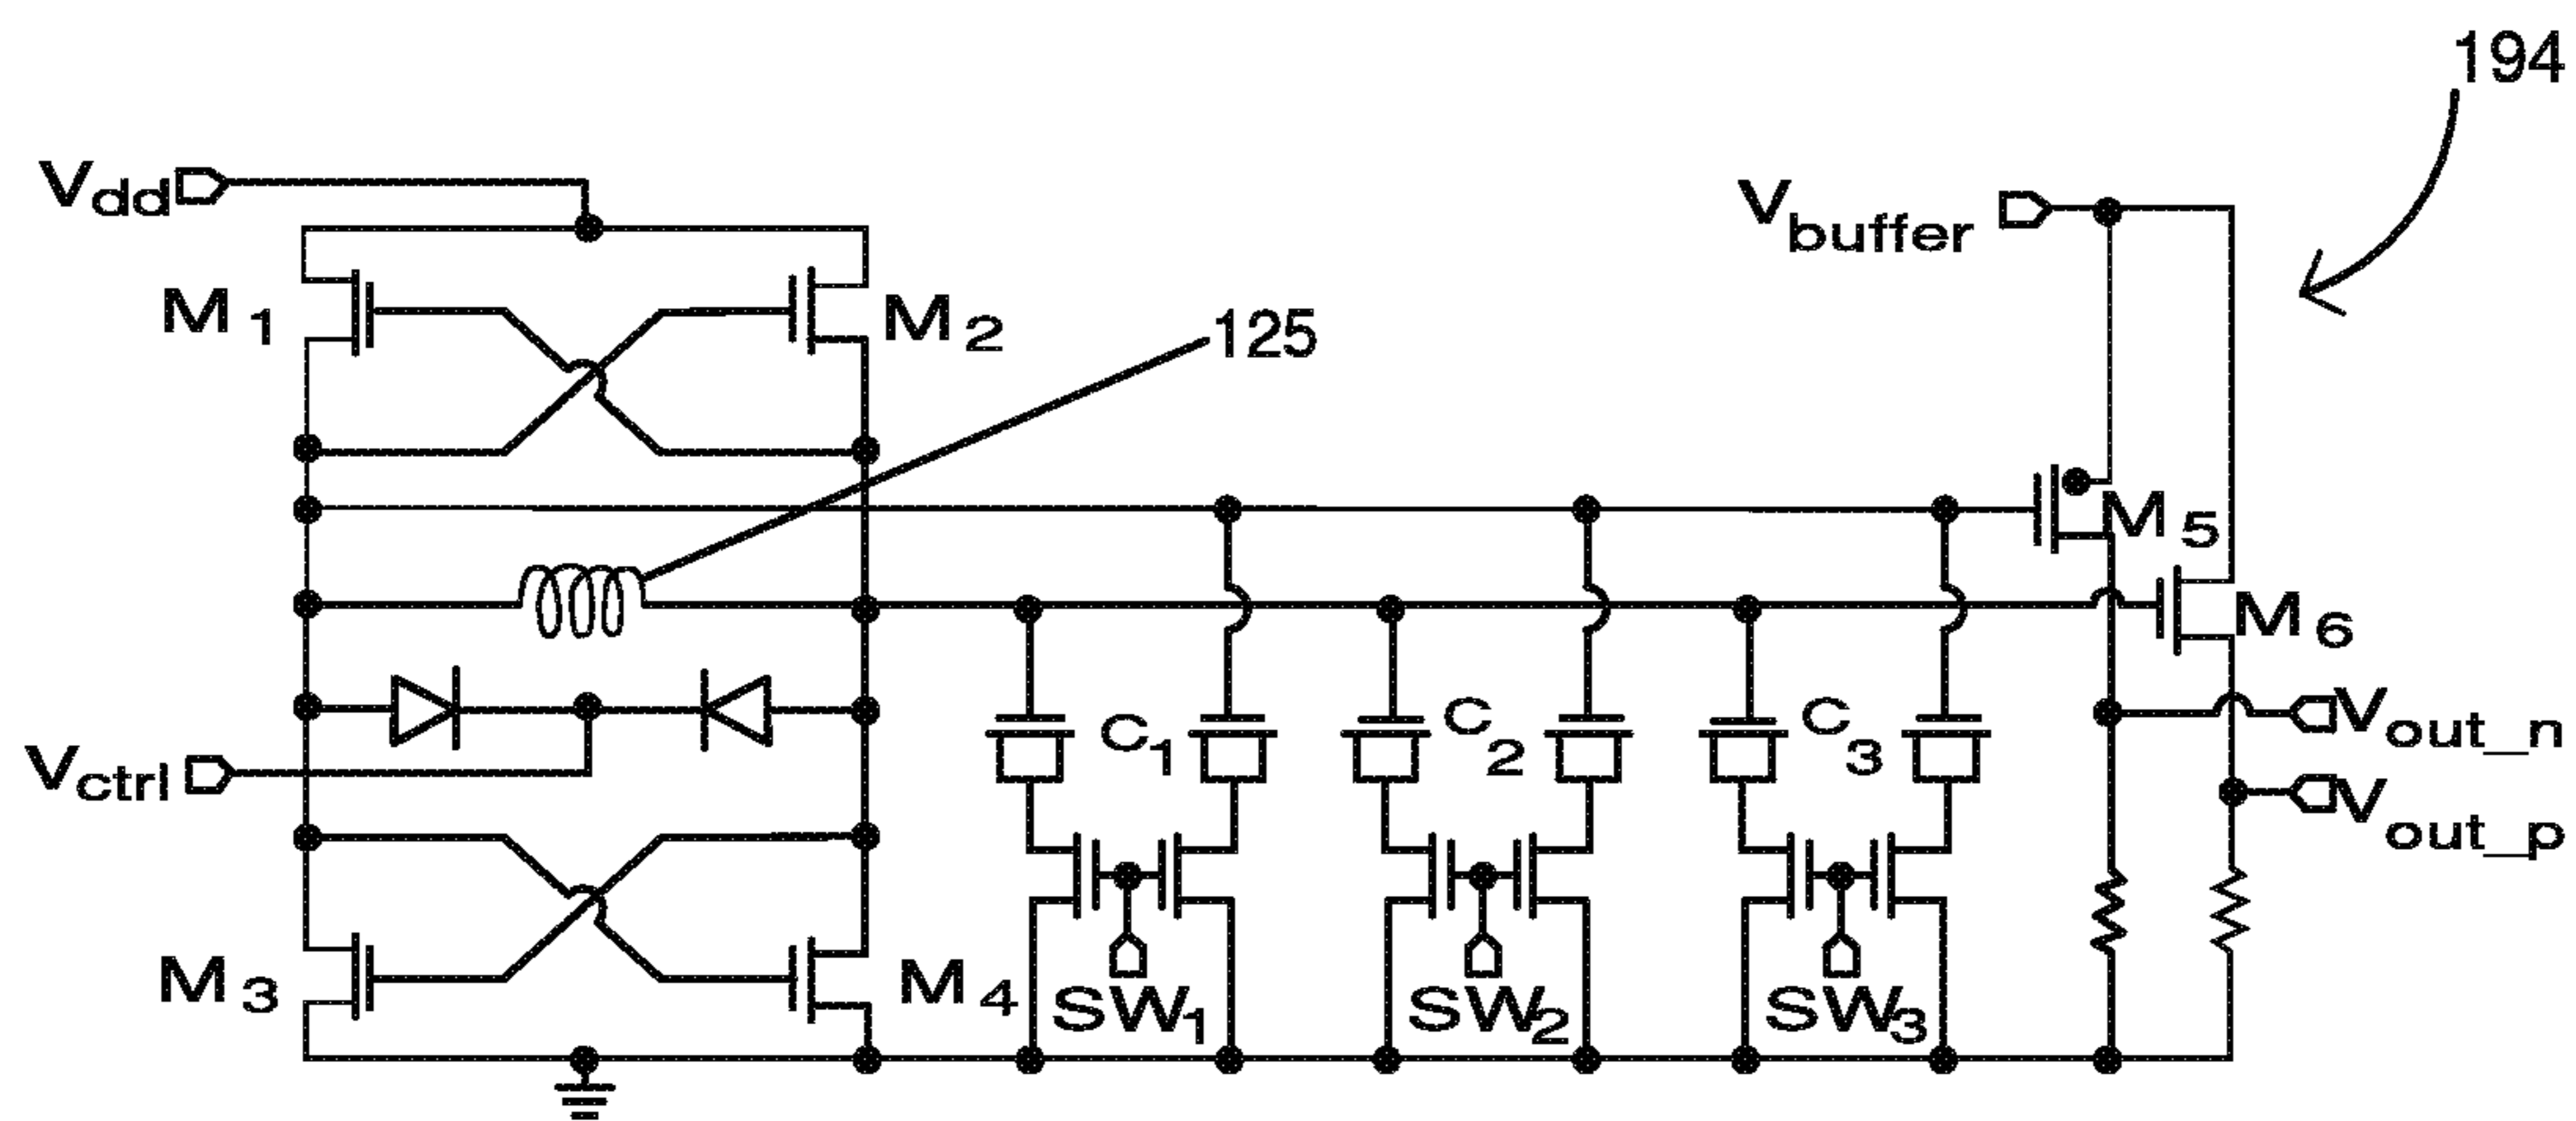 194
Vdd
Vbuffer
M1
M2
125
M5
M6
C1
C2
C3
Vout_n
Vctrl
Vout_p
M3
M4
SW1
SW2
SW3